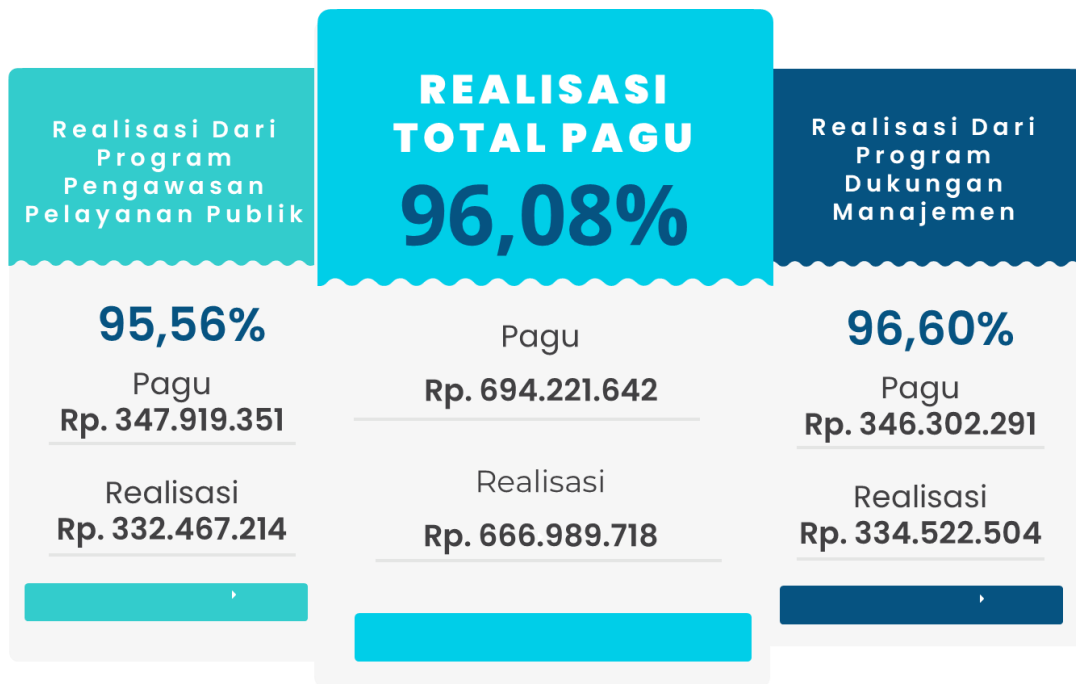 Realisasi Dari
Program
Pengawasan
Pelayanan Publik
95,56%
Pagu
Rp. 347.919.351
Realisasi
Rp. 332.467.214
REALISASI
TOTAL PAGU
96,08%
Pagu
Rp. 694.221.642
Realisasi
Rp. 666.989.718
Realisasi Dari
Program
Dukungan
Manajemen
96,60%
Pagu
Rp. 346.302.291
Realisasi
Rp. 334.522.504